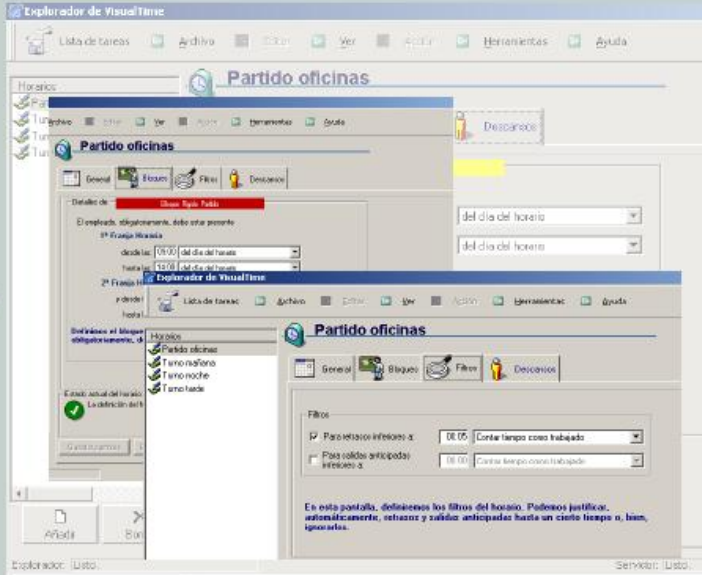 Explorador de VisualTime
Lista de tareas Archivo Editar Ver Acción Herramientas Ayuda
Horarios
Partido oficinas
Descansos
del día del horario
del día del horario
Archivo Editar Ver Acción Herramientas Ayuda
Partido oficinas
General Bloques Filtros Descansos
Detalles de Bloque Rígido Partido
El empleado, obligatoriamente, debe estar presente
1ª Franja Horaria
desde las 09:00 del día del horario
hasta las 14:00 del día del horario
2ª Franja H
y desde l
hasta l
Definimos el bloque
obligatoriamente, d
Estado actual del horario
La definición del h
Explorador de VisualTime
Lista de tareas Archivo Editar Ver Acción Herramientas Ayuda
Horarios
Partido oficinas
Turno mañana
Turno noche
Turno tarde
Partido oficinas
General Bloques Filtros Descansos
Filtros
Para retrasos inferiores a: 00:05 Contar tiempo como trabajado
Para salidas anticipadas
inferiores a: 00:00 Contar tiempo como trabajado
En esta pantalla, definiremos los filtros del horario. Podemos justificar,
automáticamente, retrasos y salidas anticipadas hasta un cierto tiempo o, bien,
ignorarlos.
Añadir Bor
Explorador: Listo. Servidor: Listo.